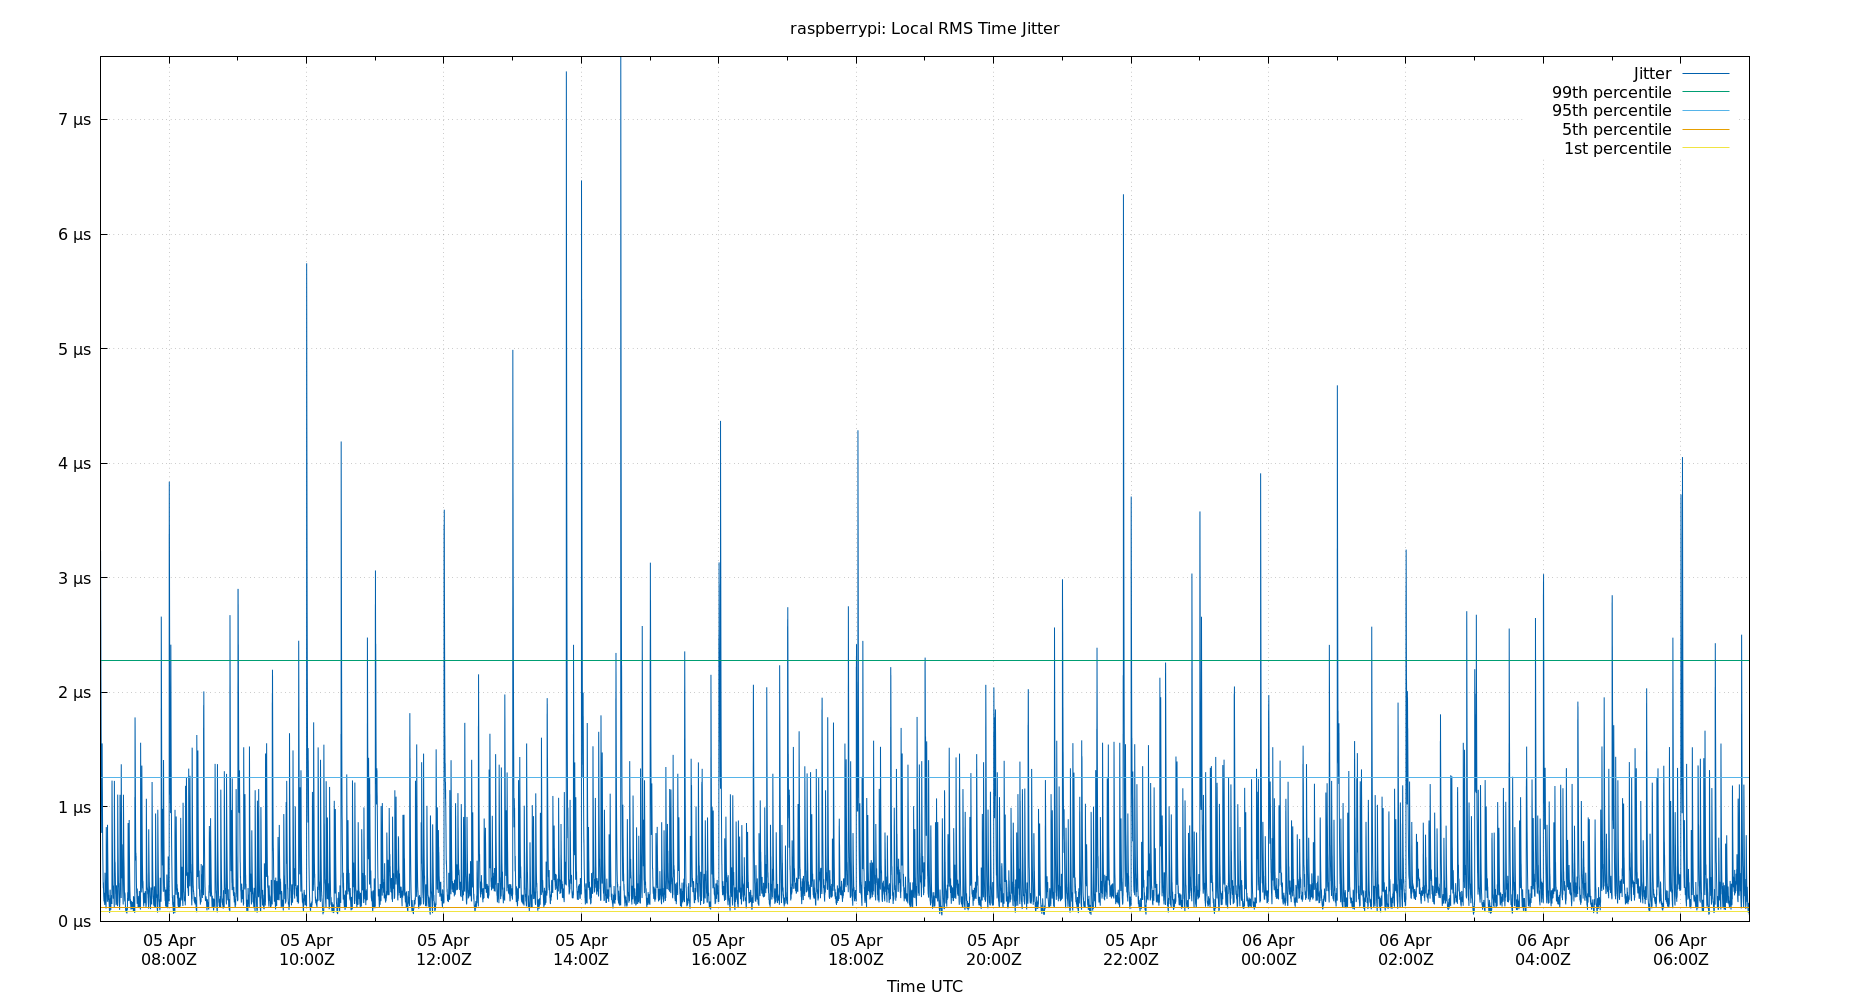 raspberrypi: Local RMS Time Jitter
Jitter
99th percentile
95th percentile
5th percentile
1st percentile
7 µs
6 µs
5 µs
4 µs
3 µs
2 µs
1 µs
0 µs
05 Apr 05 Apr 05 Apr 05 Apr 05 Apr 05 Apr 05 Apr 05 Apr 06 Apr 06 Apr 06 Apr 06 Apr
08:00Z 10:00Z 12:00Z 14:00Z 16:00Z 18:00Z 20:00Z 22:00Z 00:00Z 02:00Z 04:00Z 06:00Z
Time UTC